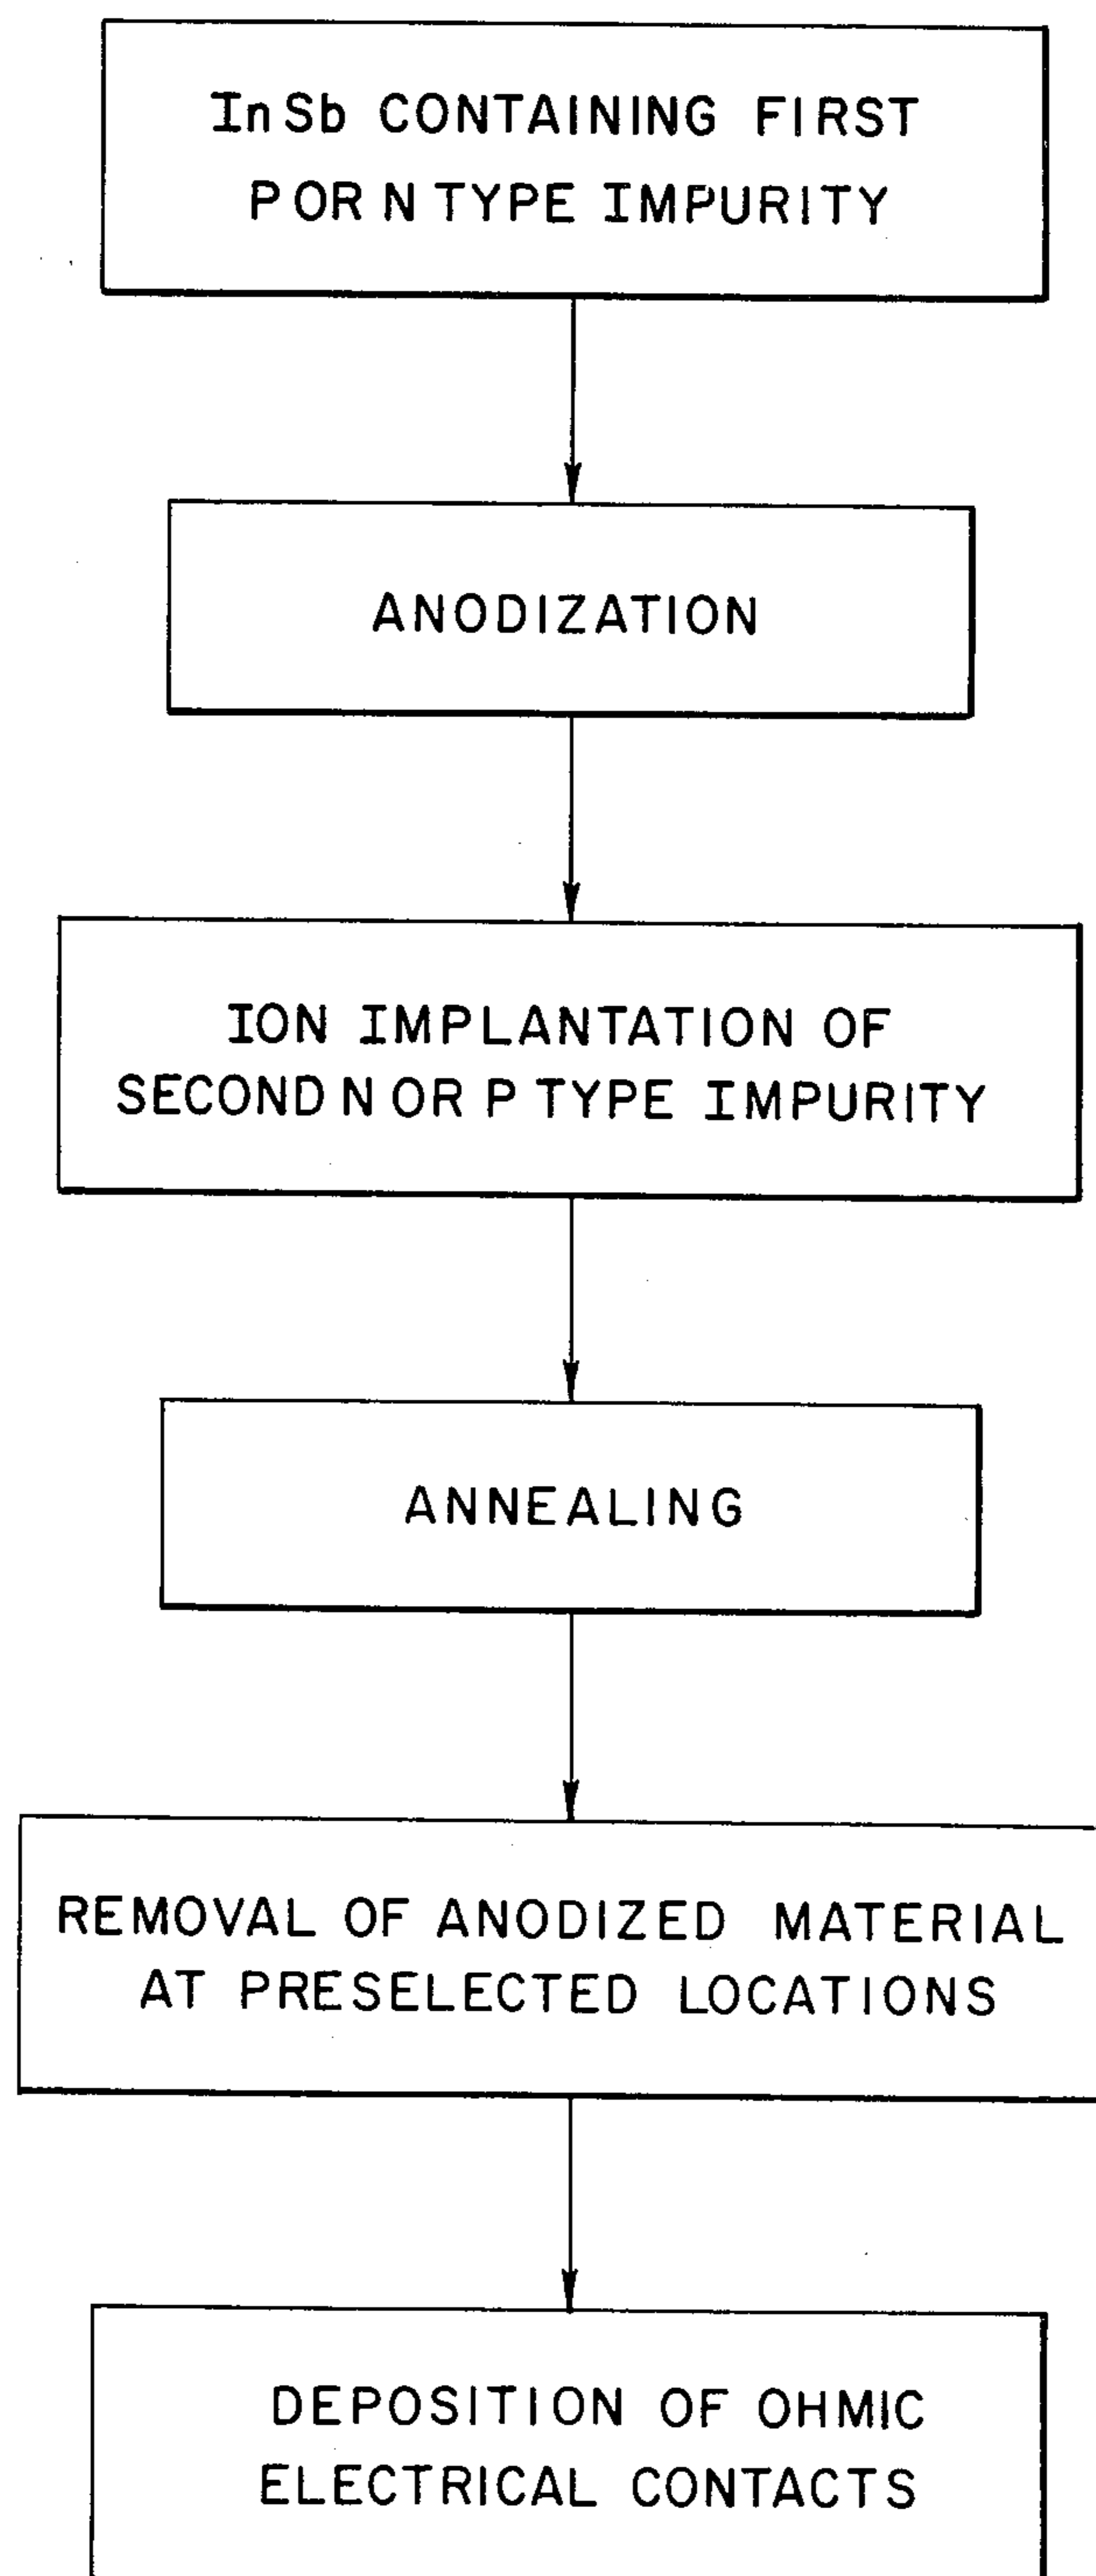 InSb CONTAINING FIRST
P OR N TYPE IMPURITY
ANODIZATION
ION IMPLANTATION OF
SECOND N OR P TYPE IMPURITY
ANNEALING
REMOVAL OF ANODIZED MATERIAL
AT PRESELECTED LOCATIONS
DEPOSITION OF OHMIC
ELECTRICAL CONTACTS